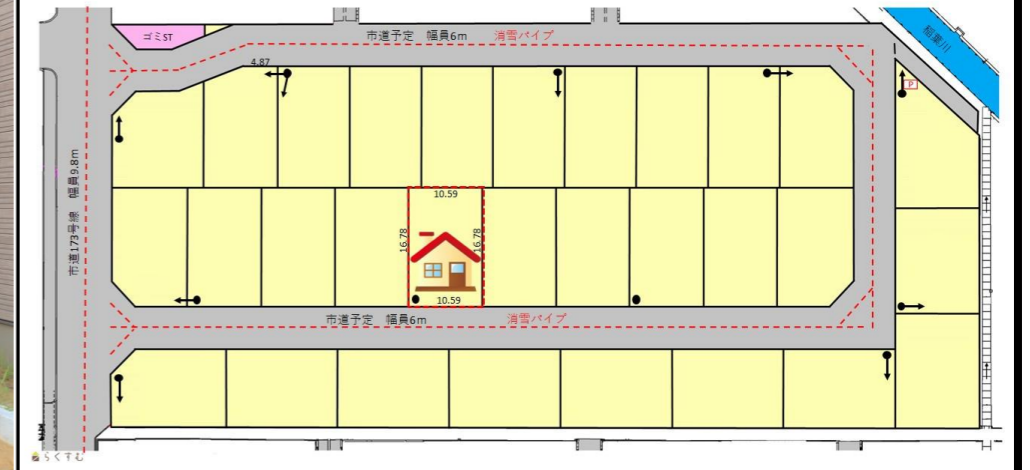 ゴミST
市道予定 幅員6m 消雪パイプ
稲葉川
4.87
P
市道173号線 幅員9.8m
10.59
16.78
16.78
10.59
市道予定 幅員6m 消雪パイプ
らくすむ